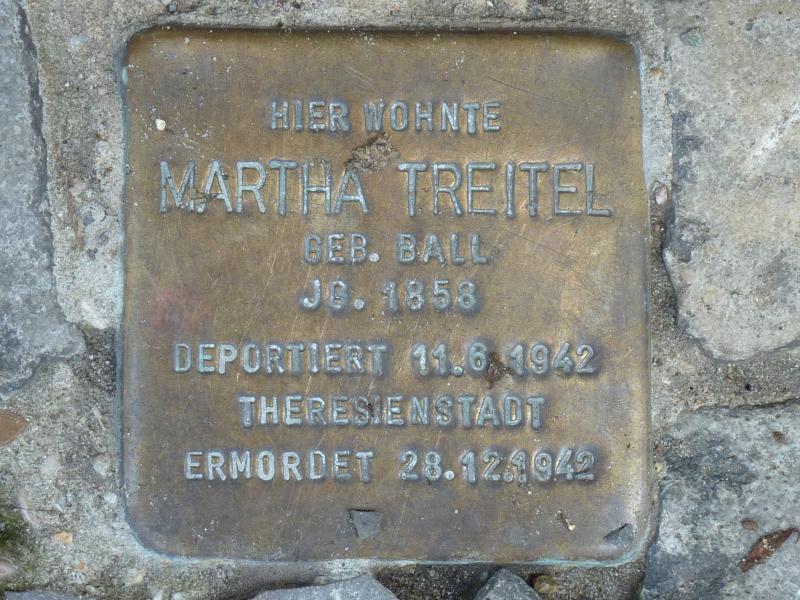 HIER WOHNTE
MARTHA TREITEL
GEB. BALL
JG. 1858
DEPORTIERT 11.6.1942
THERESIENSTADT
ERMORDET 28.12.1942